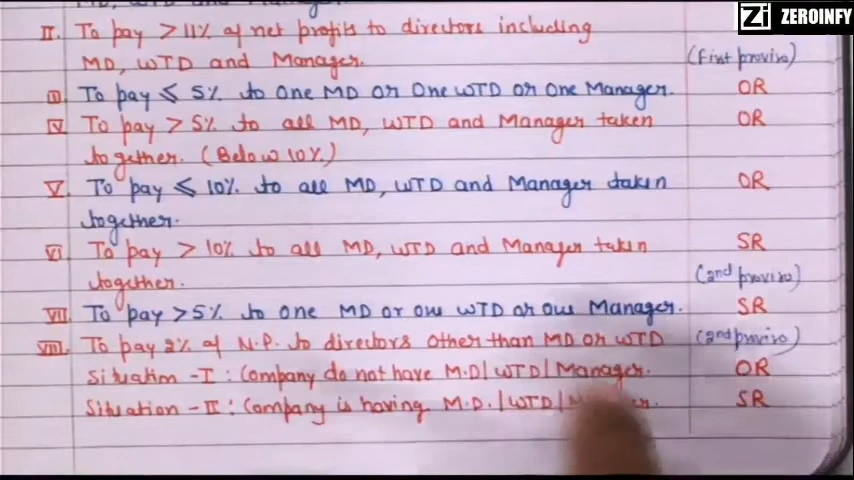 Zi ZEROINFY
II. To pay > 11% of net profits to directors including
MD, WTD and Manager. (First proviso)
III To pay ≤ 5% to one MD or One WTD or one Manager. OR
IV To pay > 5% to all MD, WTD and Manager taken OR
together. (Below 10%)
V. To pay ≤ 10% to all MD, WTD and Manager taken OR
together.
VI To pay > 10% to all MD, WTD and Manager taken SR
together. (2nd proviso)
VII To pay > 5% to one MD or one WTD or one Manager. SR
VIII. To pay 2% of N.P. to directors other than MD or WTD (2nd proviso)
Situation - I : Company do not have M.D/ WTD/ Manager. OR
Situation - II : Company is having M.D. / WTD / SR